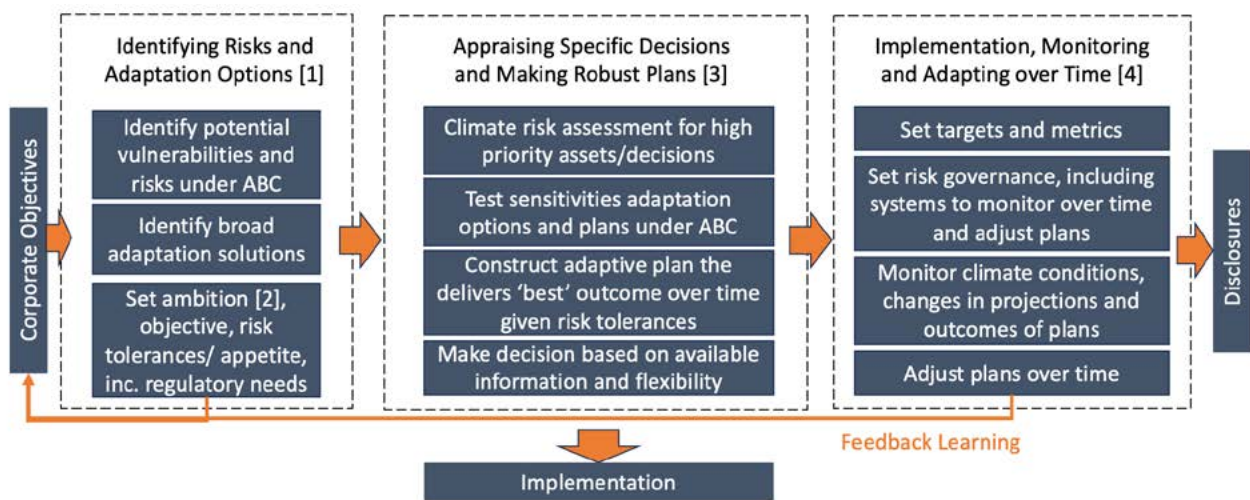 Corporate Objectives
Identifying Risks and
Adaptation Options [1]
Identify potential
vulnerabilities and
risks under ABC
Identify broad
adaptation solutions
Set ambition [2],
objective, risk
tolerances/ appetite,
inc. regulatory needs
Appraising Specific Decisions
and Making Robust Plans [3]
Climate risk assessment for high
priority assets/decisions
Test sensitivities adaptation
options and plans under ABC
Construct adaptive plan the
delivers ‘best’ outcome over time
given risk tolerances
Make decision based on available
information and flexibility
Implementation, Monitoring
and Adapting over Time [4]
Set targets and metrics
Set risk governance, including
systems to monitor over time
and adjust plans
Monitor climate conditions,
changes in projections and
outcomes of plans
Adjust plans over time
Disclosures
Feedback Learning
Implementation